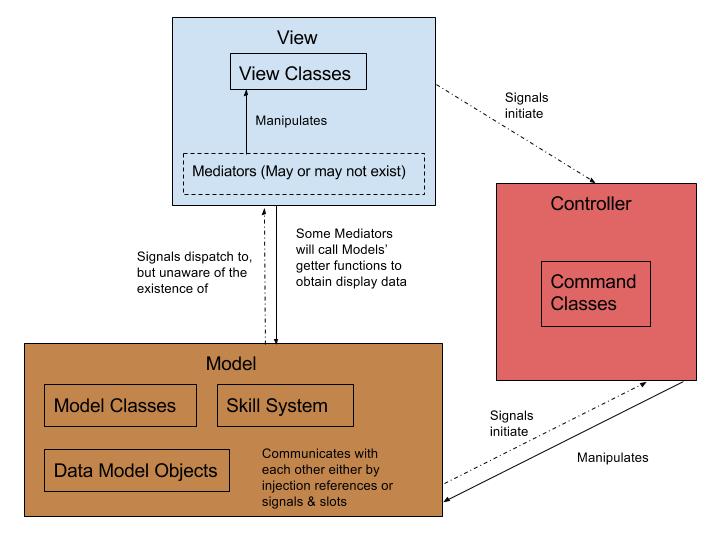 View
View Classes
Manipulates
Mediators (May or may not exist)
Signals
initiate
Controller
Command
Classes
Signals dispatch to,
but unaware of the
existence of
Some Mediators
will call Models’
getter functions to
obtain display data
Model
Model Classes
Skill System
Data Model Objects
Communicates with
each other either by
injection references or
signals & slots
Signals
initiate
Manipulates